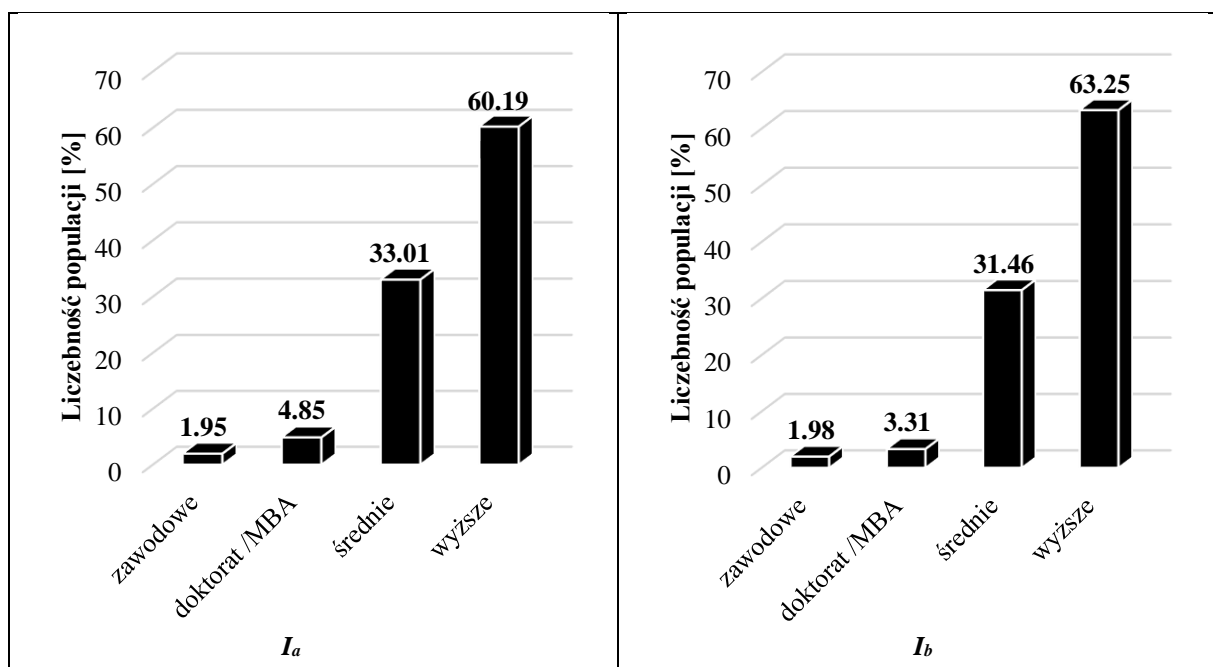 Liczebność populacji [%]
70
60
50
40
30
20
10
0
1.95
4.85
33.01
60.19
zawodowe
doktorat /MBA
średnie
wyższe
Ia
Liczebność populacji [%]
70
60
50
40
30
20
10
0
1.98
3.31
31.46
63.25
zawodowe
doktorat /MBA
średnie
wyższe
Ib